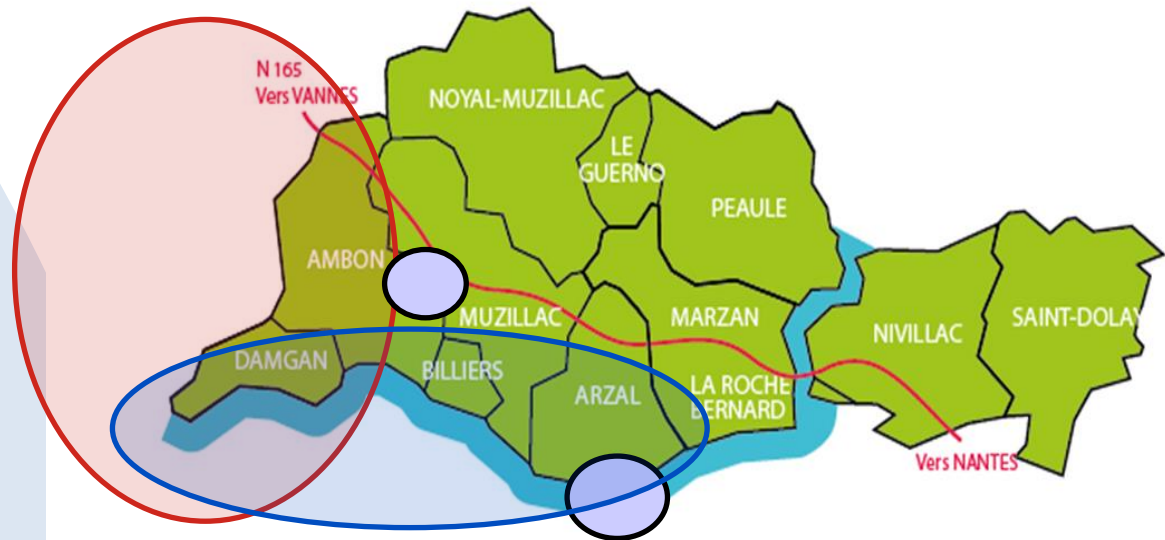 N 165
Vers VANNES
NOYAL-MUZILLAC
LE
GUERNO
PEAULE
AMBON
MUZILLAC
MARZAN
NIVILLAC
SAINT-DOLAY
DAMGAN
BILLIERS
ARZAL
LA ROCHE
BERNARD
Vers NANTES